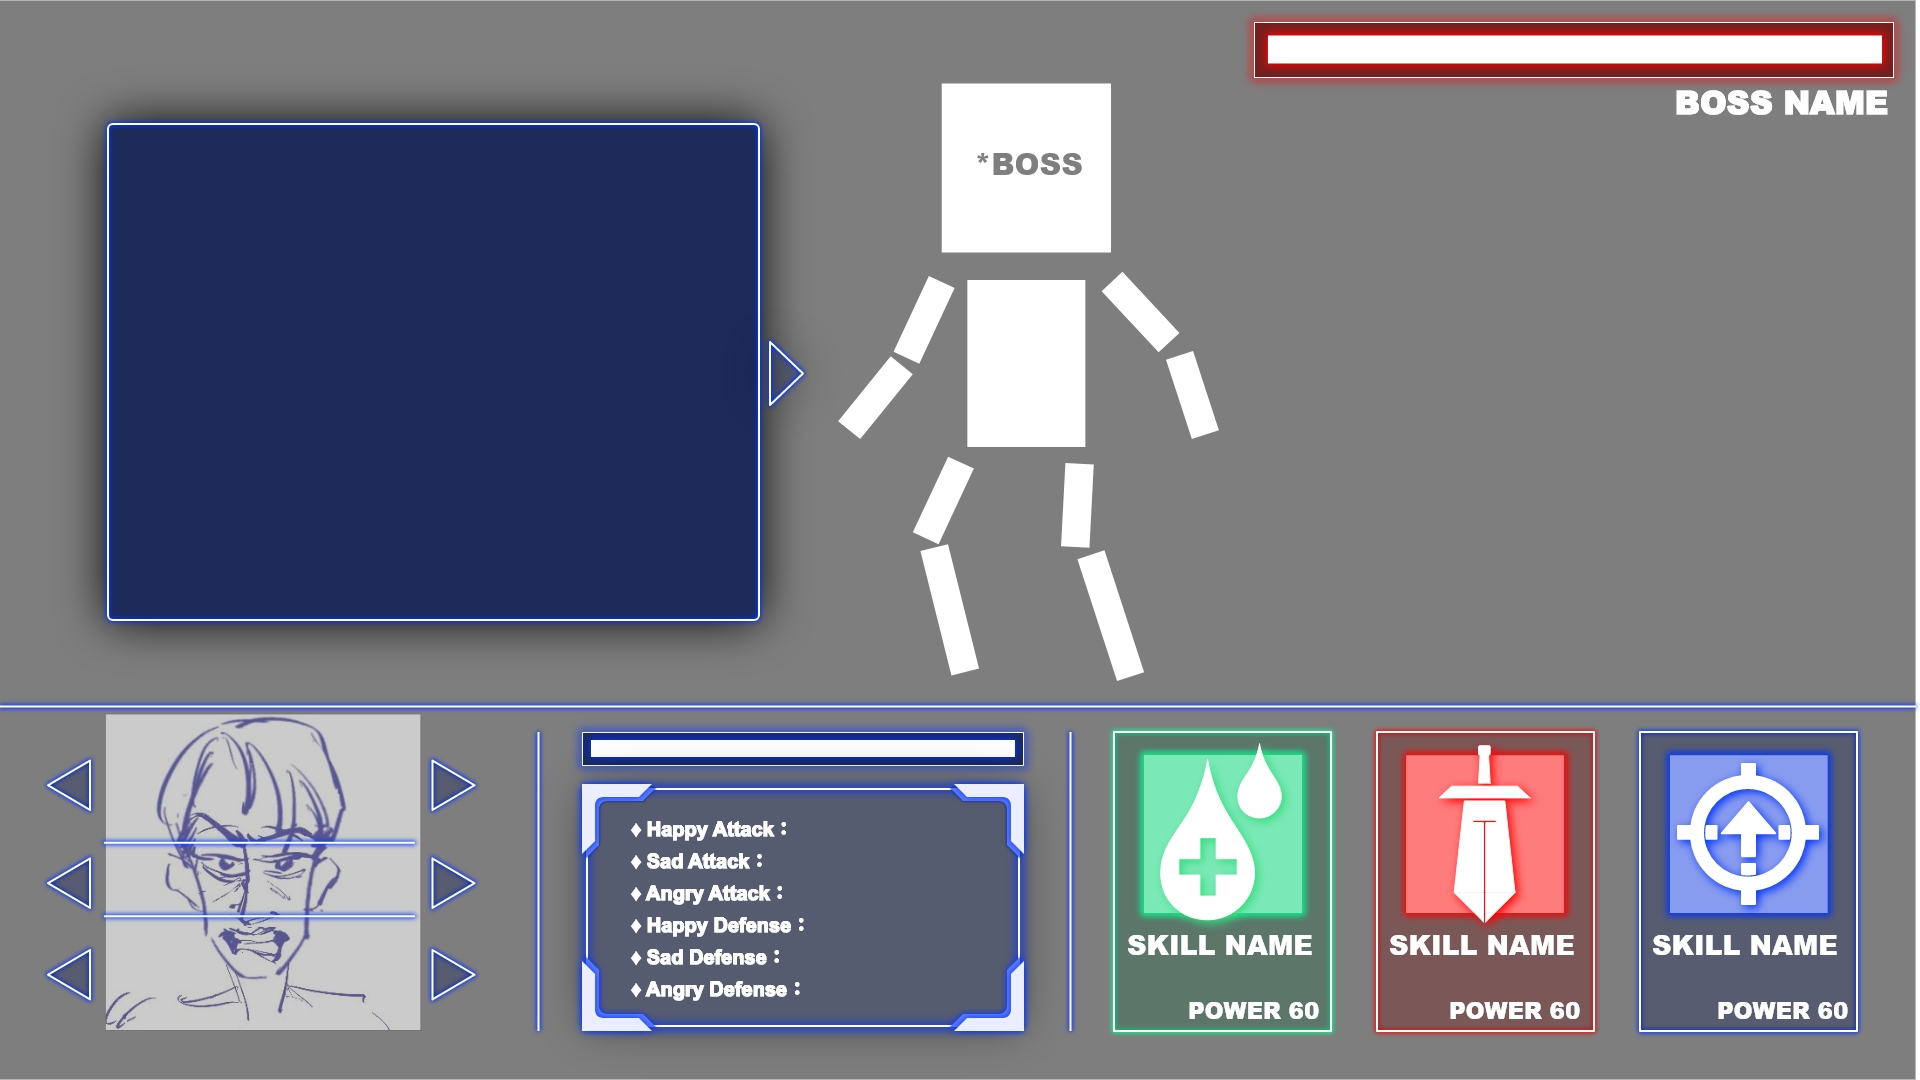 BOSS NAME
*BOSS
♦ Happy Attack：
♦ Sad Attack：
♦ Angry Attack：
♦ Happy Defense：
♦ Sad Defense：
♦ Angry Defense：
SKILL NAME
POWER 60
SKILL NAME
POWER 60
SKILL NAME
POWER 60